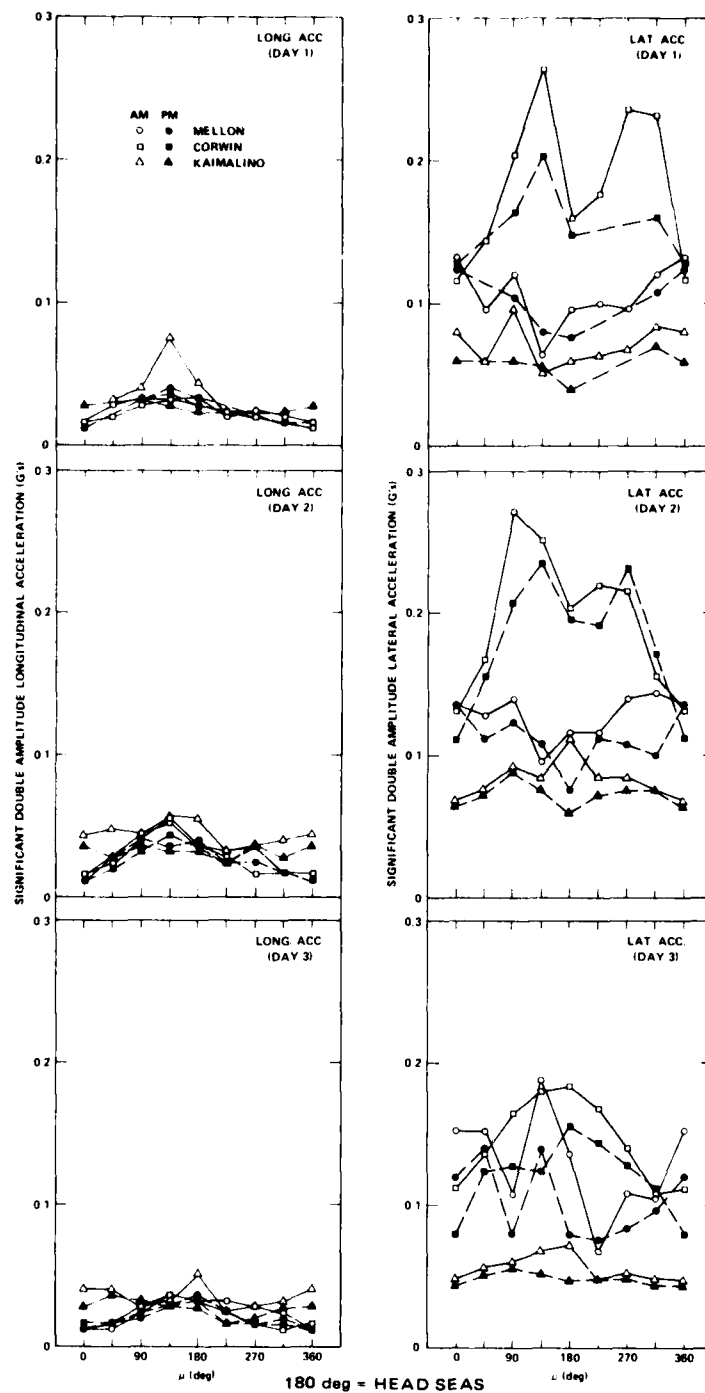 SIGNIFICANT DOUBLE AMPLITUDE LONGITUDINAL ACCELERATION (G's)
0.3
LONG ACC
(DAY 1)
AM PM
MELLON
CORWIN
KAIMALINO
0.2
0.1
0
0.3
LONG ACC
(DAY 2)
0.2
0.1
0
0.3
LONG. ACC
(DAY 3)
0.2
0.1
0
0 90 180 270 360
μ (deg)
SIGNIFICANT DOUBLE AMPLITUDE LATERAL ACCELERATION (G's)
0.3
LAT ACC
(DAY 1)
0.2
0.1
0
0.3
LAT ACC
(DAY 2)
0.2
0.1
0
0.3
LAT ACC.
(DAY 3)
0.2
0.1
0
0 90 180 270 360
μ (deg)
180 deg = HEAD SEAS